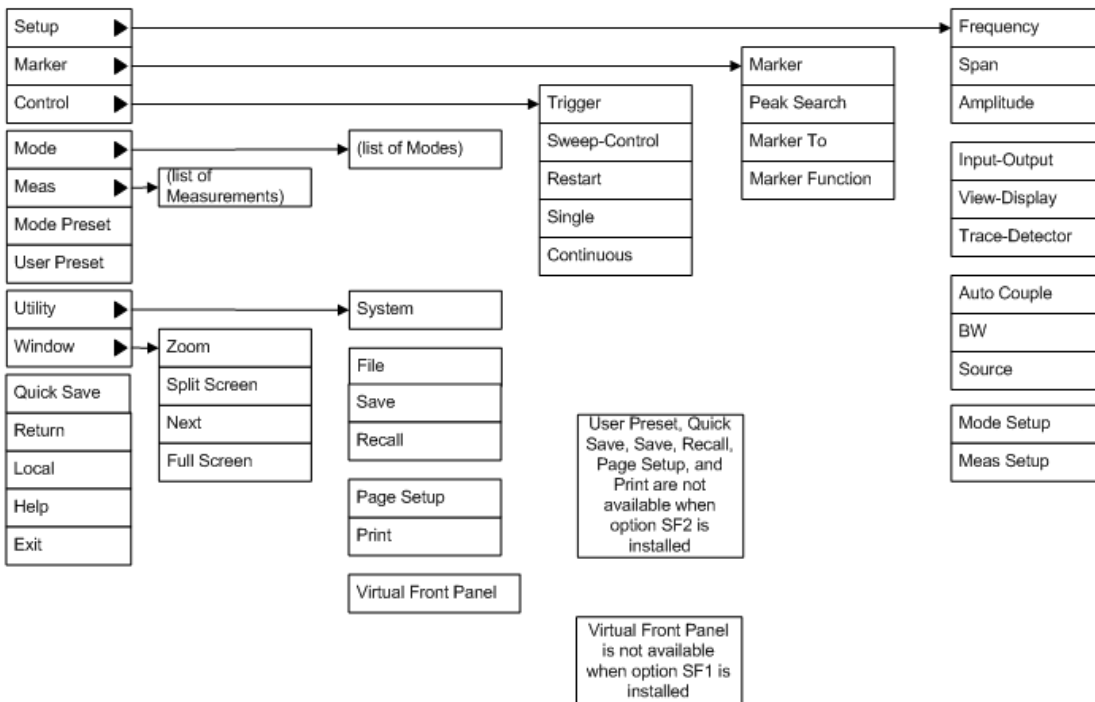 Setup
Marker
Control
Mode
Meas
Mode Preset
User Preset
Utility
Window
Quick Save
Return
Local
Help
Exit
(list of
Measurements)
Zoom
Split Screen
Next
Full Screen
(list of Modes)
System
File
Save
Recall
Page Setup
Print
Virtual Front Panel
Trigger
Sweep-Control
Restart
Single
Continuous
User Preset, Quick
Save, Save, Recall,
Page Setup, and
Print are not
available when
option SF2 is
installed
Virtual Front Panel
is not available
when option SF1 is
installed
Marker
Peak Search
Marker To
Marker Function
Frequency
Span
Amplitude
Input-Output
View-Display
Trace-Detector
Auto Couple
BW
Source
Mode Setup
Meas Setup